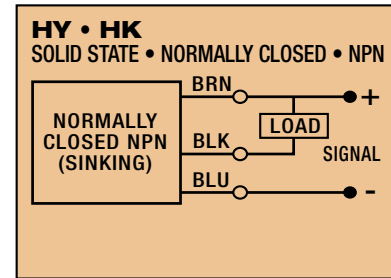 HY • HK
SOLID STATE • NORMALLY CLOSED • NPN
BRN
+
NORMALLY
CLOSED NPN
(SINKING)
LOAD
BLK
SIGNAL
BLU
-